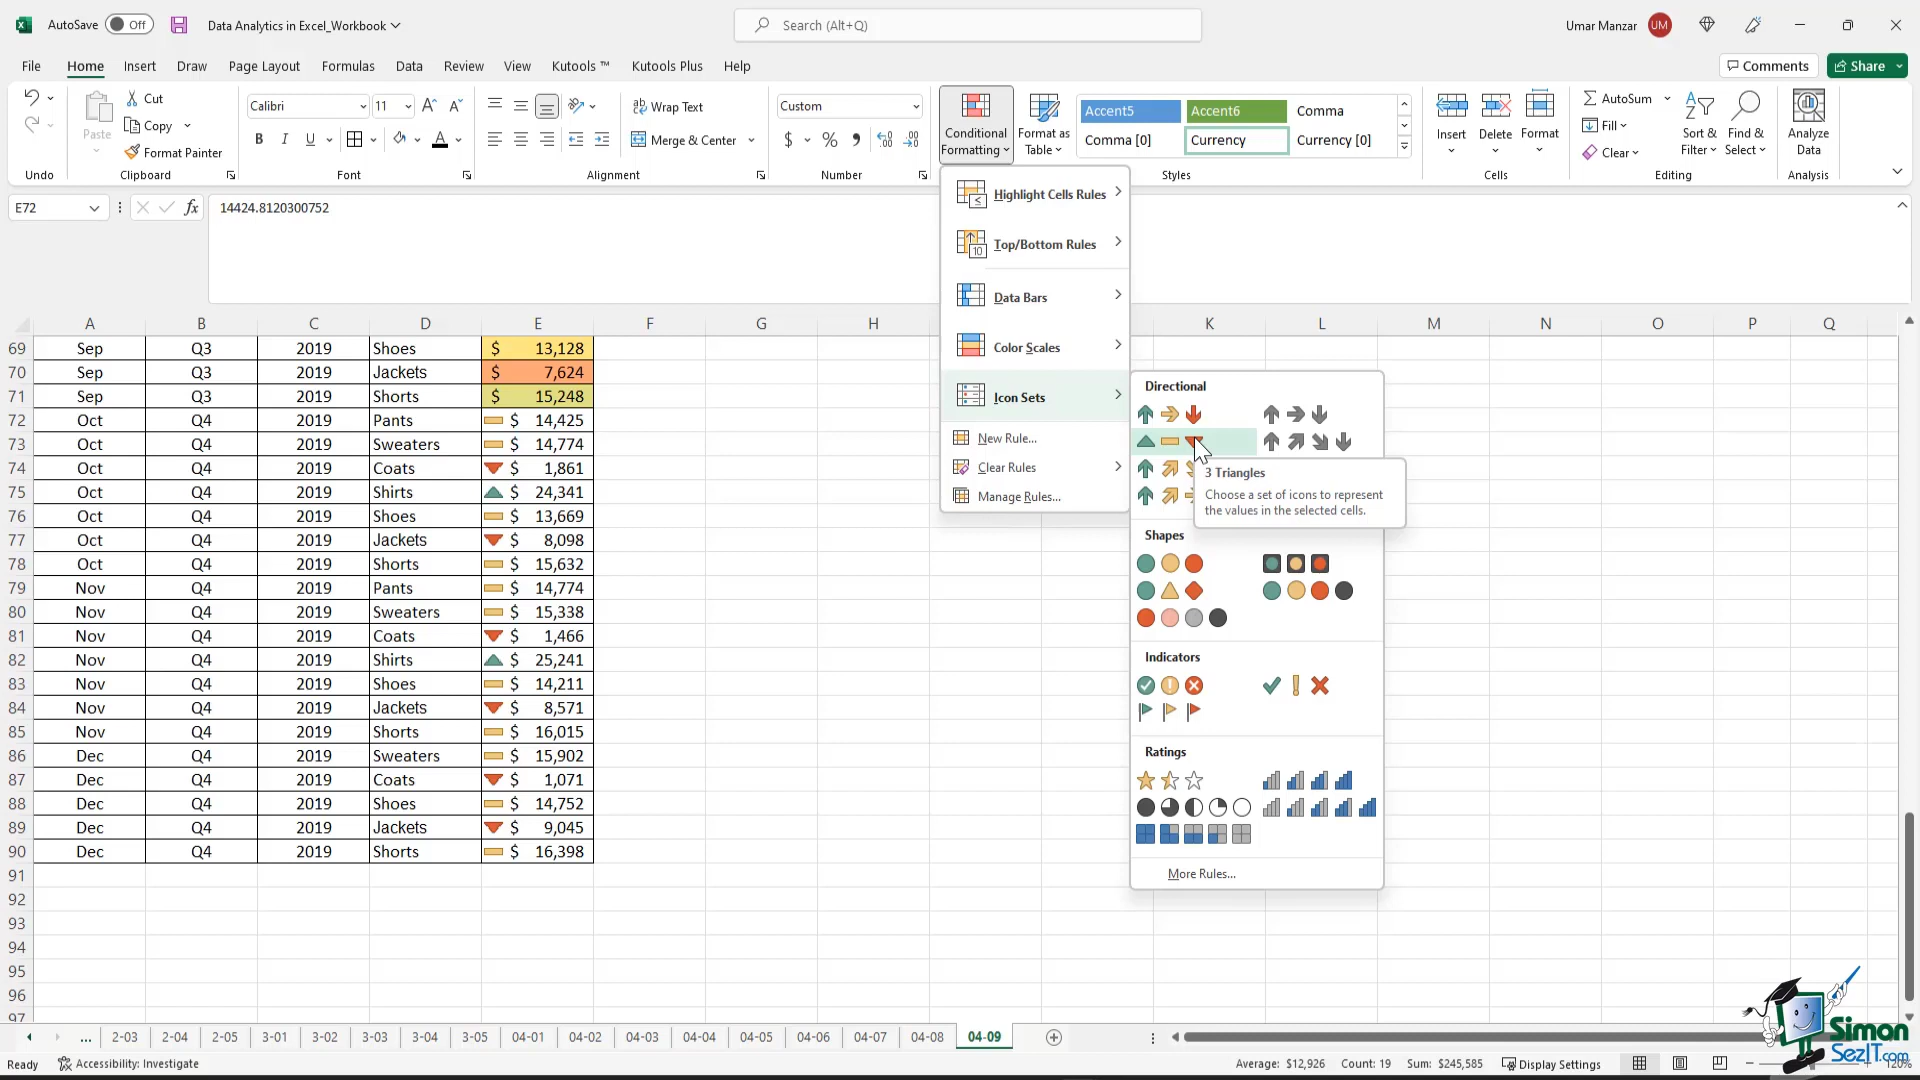 AutoSave Off Data Analytics in Excel_Workbook Search (Alt+Q) Umar Manzar UM
File Home Insert Draw Page Layout Formulas Data Review View Kutools ™ Kutools Plus Help Comments Share
Paste Cut Copy Format Painter
Calibri 11 B I U
Wrap Text Merge & Center
Custom $ % ,
Conditional Formatting Format as Table
Accent5 Accent6 Comma
Comma [0] Currency Currency [0]
Insert Delete Format
AutoSum Fill Clear
Sort & Filter Find & Select Analyze Data
Undo Clipboard Font Alignment Number Styles Cells Editing Analysis
E72 fx 14424.8120300752
A B C D E F G H K L M N O P Q
69 Sep Q3 2019 Shoes $ 13,128
70 Sep Q3 2019 Jackets $ 7,624
71 Sep Q3 2019 Shorts $ 15,248
72 Oct Q4 2019 Pants $ 14,425
73 Oct Q4 2019 Sweaters $ 14,774
74 Oct Q4 2019 Coats $ 1,861
75 Oct Q4 2019 Shirts $ 24,341
76 Oct Q4 2019 Shoes $ 13,669
77 Oct Q4 2019 Jackets $ 8,098
78 Oct Q4 2019 Shorts $ 15,632
79 Nov Q4 2019 Pants $ 14,774
80 Nov Q4 2019 Sweaters $ 15,338
81 Nov Q4 2019 Coats $ 1,466
82 Nov Q4 2019 Shirts $ 25,241
83 Nov Q4 2019 Shoes $ 14,211
84 Nov Q4 2019 Jackets $ 8,571
85 Nov Q4 2019 Shorts $ 16,015
86 Dec Q4 2019 Sweaters $ 15,902
87 Dec Q4 2019 Coats $ 1,071
88 Dec Q4 2019 Shoes $ 14,752
89 Dec Q4 2019 Jackets $ 9,045
90 Dec Q4 2019 Shorts $ 16,398
91
92
93
94
95
96
97
Highlight Cells Rules
Top/Bottom Rules
10
Data Bars
Color Scales
Icon Sets
New Rule...
Clear Rules
Manage Rules...
Directional
3 Triangles
Choose a set of icons to represent
the values in the selected cells.
Shapes
Indicators
Ratings
More Rules...
... 2-03 2-04 2-05 3-01 3-02 3-03 3-04 3-05 04-01 04-02 04-03 04-04 04-05 04-06 04-07 04-08 04-09
Ready Accessibility: Investigate Average: $12,926 Count: 19 Sum: $245,585 Display Settings 120%
Simon
SezIT.com